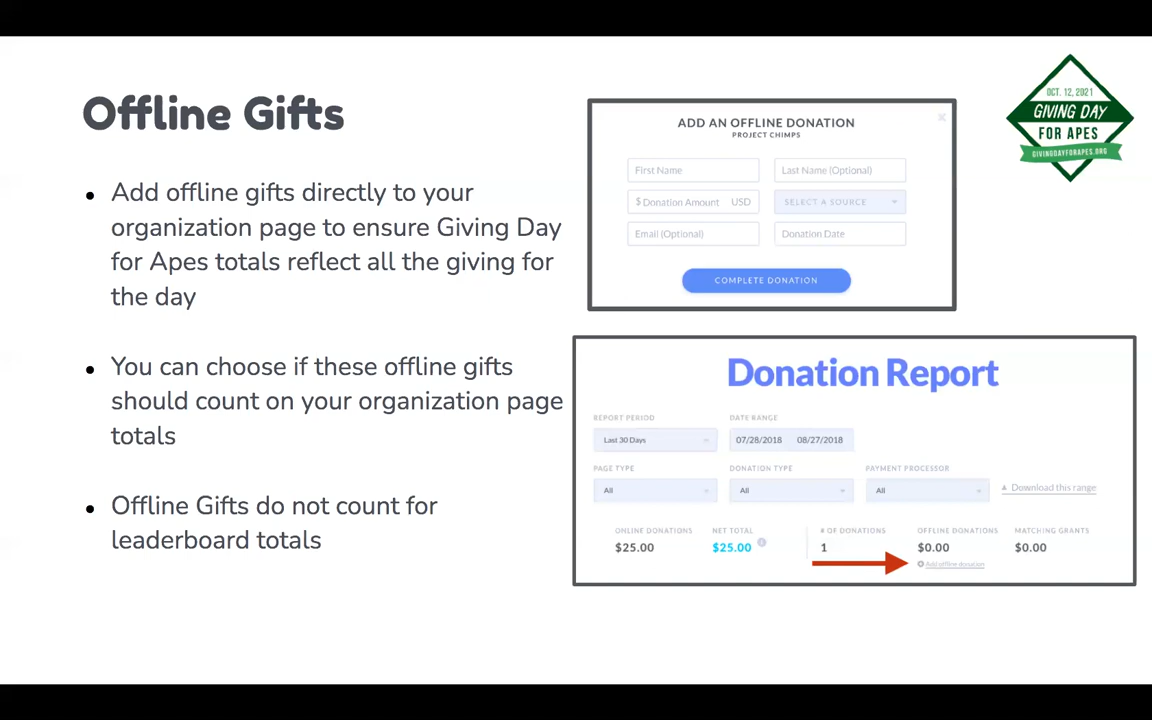 Offline Gifts
Add offline gifts directly to your
organization page to ensure Giving Day
for Apes totals reflect all the giving for
the day
You can choose if these offline gifts
should count on your organization page
totals
Offline Gifts do not count for
leaderboard totals
ADD AN OFFLINE DONATION
PROJECT CHIMPS
First Name
Last Name (Optional)
$ Donation Amount USD
SELECT A SOURCE
Email (Optional)
Donation Date
COMPLETE DONATION
OCT. 12, 2021
GIVING DAY
FOR APES
GIVINGDAYFORAPES.ORG
Donation Report
REPORT PERIOD
DATE RANGE
Last 30 Days
07/28/2018 08/27/2018
PAGE TYPE
DONATION TYPE
PAYMENT PROCESSOR
All
All
All
Download this range
ONLINE DONATIONS
NET TOTAL
# OF DONATIONS
OFFLINE DONATIONS
MATCHING GRANTS
$25.00
$25.00
1
$0.00
$0.00
Add offline donation